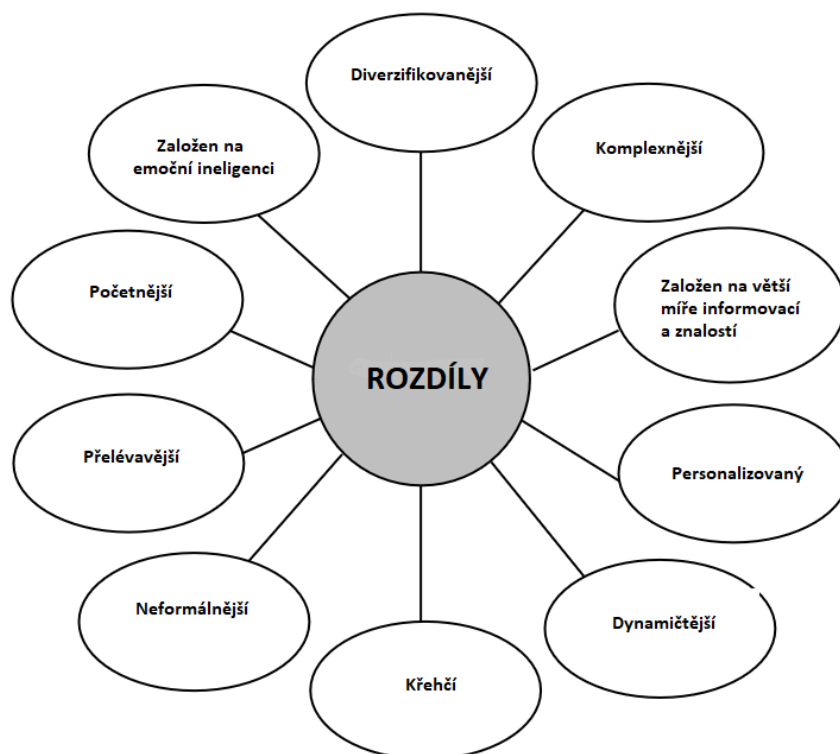 Diverzifikovanější
Komplexnější
Založen na větší
míře informovací
a znalostí
Personalizovaný
Dynamičtější
Křehčí
Neformálnější
Přelévavější
Početnější
Založen na
emoční ineligenci
ROZDÍLY